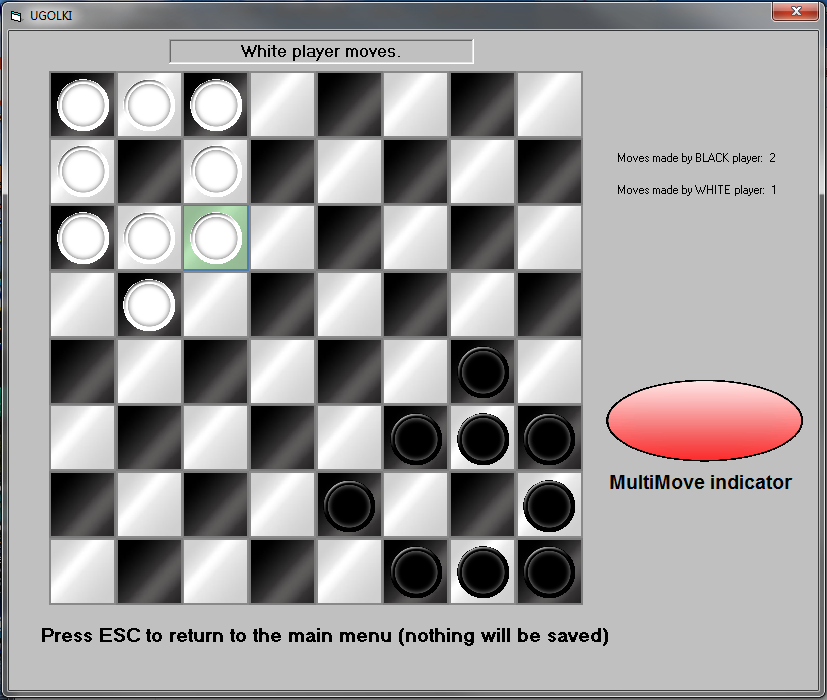 UGOLKI
White player moves.
Moves made by BLACK player: 2
Moves made by WHITE player: 1
MultiMove indicator
Press ESC to return to the main menu (nothing will be saved)